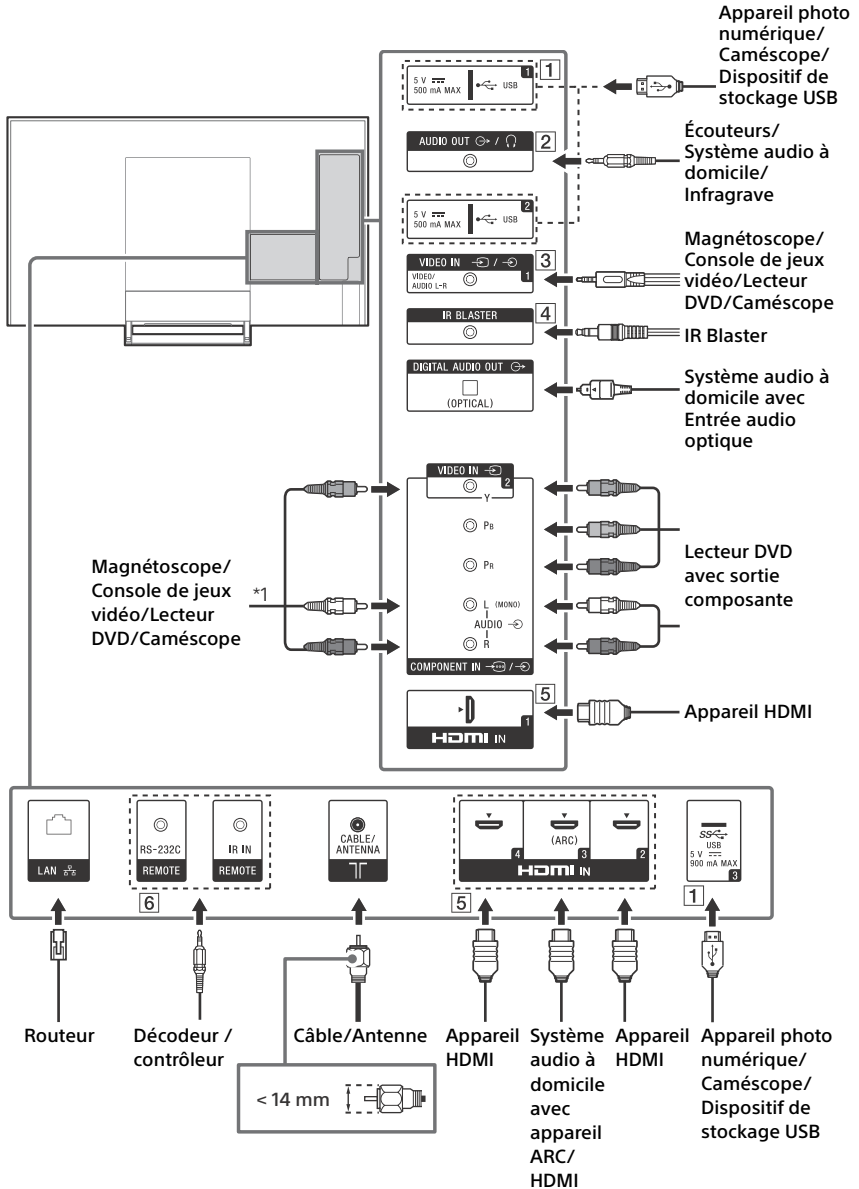 Appareil photo
numérique/
Caméscope/
Dispositif de
stockage USB
5 V
500 mA MAX
USB
1
1
AUDIO OUT /
2
Écouteurs/
Système audio à
domicile/
Infragrave
5 V
500 mA MAX
USB
2
VIDEO IN /
VIDEO/
AUDIO L-R
1
3
Magnétoscope/
Console de jeux
vidéo/Lecteur
DVD/Caméscope
IR BLASTER
4
IR Blaster
DIGITAL AUDIO OUT
(OPTICAL)
Système audio à
domicile avec
Entrée audio
optique
VIDEO IN
2
Y
PB
PR
L (MONO)
AUDIO
R
COMPONENT IN /
Magnétoscope/
Console de jeux
vidéo/Lecteur
DVD/Caméscope
*1
Lecteur DVD
avec sortie
composante
5
1
HDMI IN
Appareil HDMI
LAN
RS-232C
REMOTE
IR IN
REMOTE
6
CABLE/
ANTENNA
4
(ARC)
3
2
HDMI IN
5
SS
USB
5 V
900 mA MAX
3
1
Routeur
Décodeur /
contrôleur
Câble/Antenne
< 14 mm
Appareil
HDMI
Système
audio à
domicile
avec
appareil
ARC/
HDMI
Appareil
HDMI
Appareil photo
numérique/
Caméscope/
Dispositif de
stockage USB